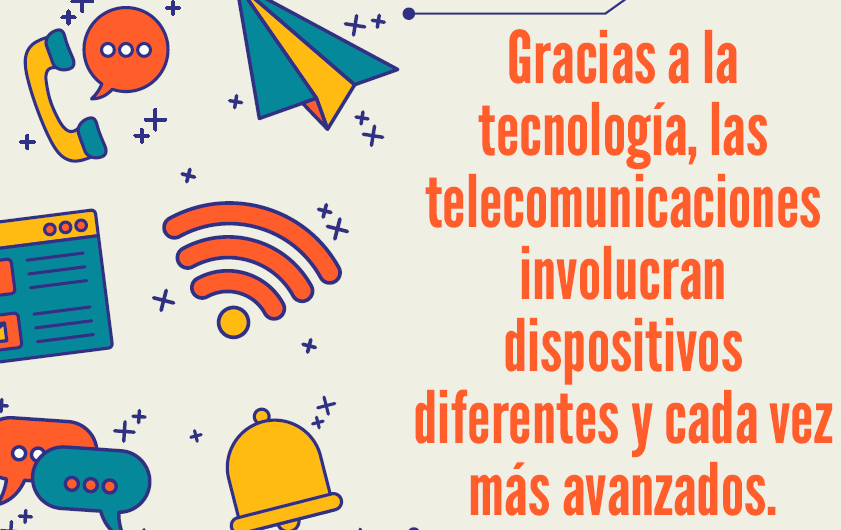 Gracias a la
tecnología, las
telecomunicaciones
involucran
dispositivos
diferentes y cada vez
más avanzados.